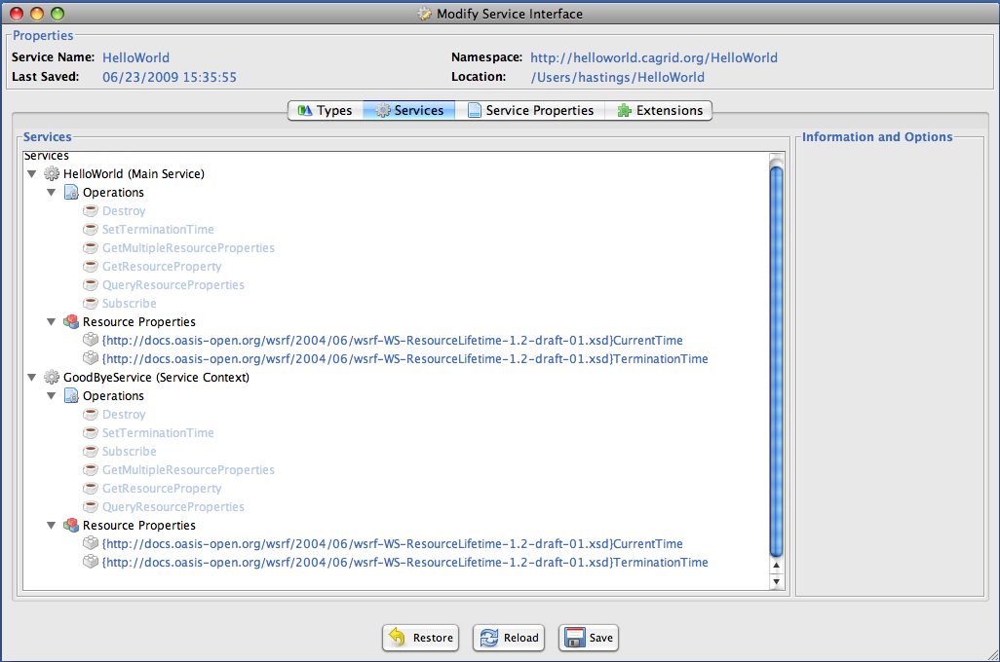 Modify Service Interface
Properties
Service Name: HelloWorld Namespace: http://helloworld.cagrid.org/HelloWorld
Last Saved: 06/23/2009 15:35:55 Location: /Users/hastings/HelloWorld
Types Services Service Properties Extensions
Services Information and Options
Services
HelloWorld (Main Service)
Operations
Destroy
SetTerminationTime
GetMultipleResourceProperties
GetResourceProperty
QueryResourceProperties
Subscribe
Resource Properties
{http://docs.oasis-open.org/wsrf/2004/06/wsrf-WS-ResourceLifetime-1.2-draft-01.xsd}CurrentTime
{http://docs.oasis-open.org/wsrf/2004/06/wsrf-WS-ResourceLifetime-1.2-draft-01.xsd}TerminationTime
GoodByeService (Service Context)
Operations
Destroy
SetTerminationTime
Subscribe
GetMultipleResourceProperties
GetResourceProperty
QueryResourceProperties
Resource Properties
{http://docs.oasis-open.org/wsrf/2004/06/wsrf-WS-ResourceLifetime-1.2-draft-01.xsd}CurrentTime
{http://docs.oasis-open.org/wsrf/2004/06/wsrf-WS-ResourceLifetime-1.2-draft-01.xsd}TerminationTime
Restore Reload Save